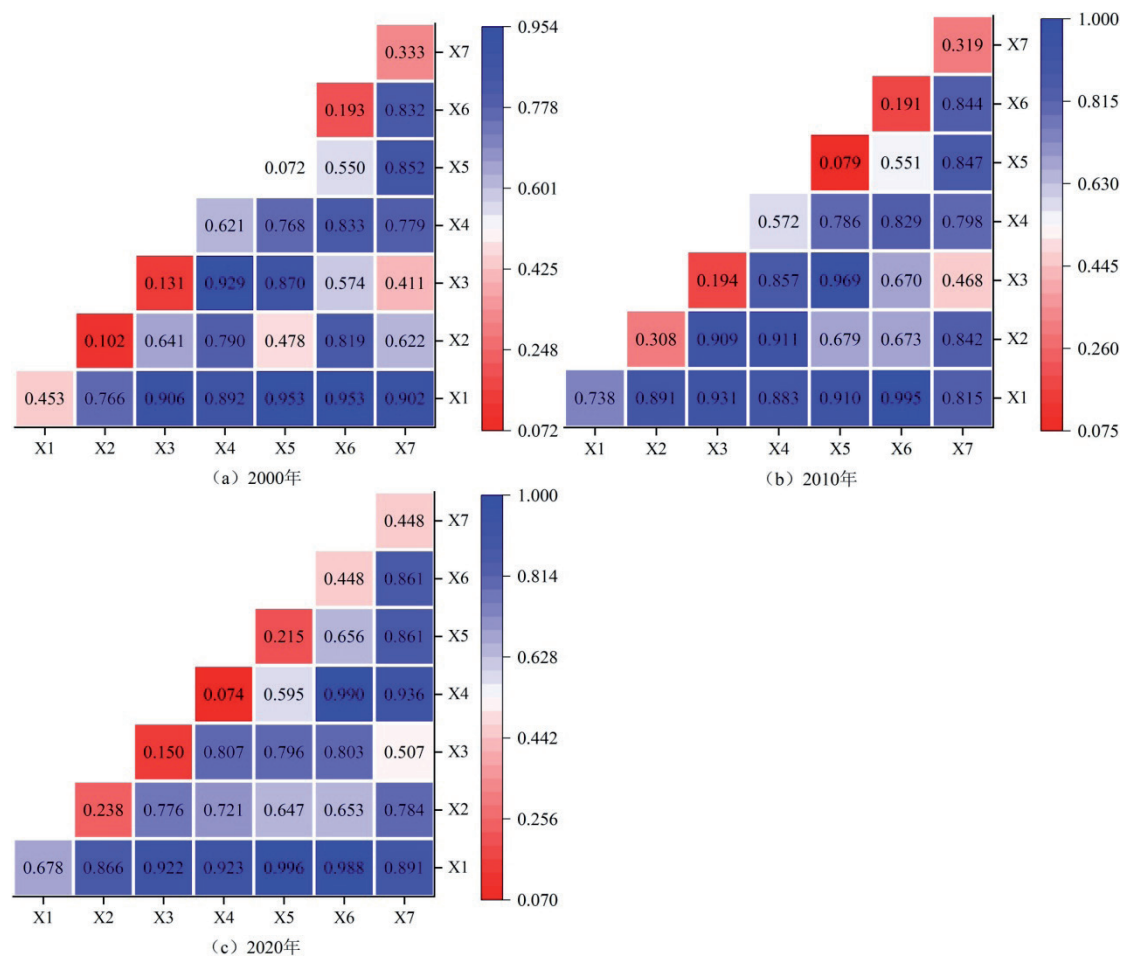 0.333 X7
0.193 0.832 X6
0.072 0.550 0.852 X5
0.621 0.768 0.833 0.779 X4
0.131 0.929 0.870 0.574 0.411 X3
0.102 0.641 0.790 0.478 0.819 0.622 X2
0.453 0.766 0.906 0.892 0.953 0.953 0.902 X1
X1 X2 X3 X4 X5 X6 X7
0.954
0.778
0.601
0.425
0.248
0.072
（a）2000年
0.319 X7
0.191 0.844 X6
0.079 0.551 0.847 X5
0.572 0.786 0.829 0.798 X4
0.194 0.857 0.969 0.670 0.468 X3
0.308 0.909 0.911 0.679 0.673 0.842 X2
0.738 0.891 0.931 0.883 0.910 0.995 0.815 X1
X1 X2 X3 X4 X5 X6 X7
1.000
0.815
0.630
0.445
0.260
0.075
（b）2010年
0.448 X7
0.448 0.861 X6
0.215 0.656 0.861 X5
0.074 0.595 0.990 0.936 X4
0.150 0.807 0.796 0.803 0.507 X3
0.238 0.776 0.721 0.647 0.653 0.784 X2
0.678 0.866 0.922 0.923 0.996 0.988 0.891 X1
X1 X2 X3 X4 X5 X6 X7
1.000
0.814
0.628
0.442
0.256
0.070
（c）2020年